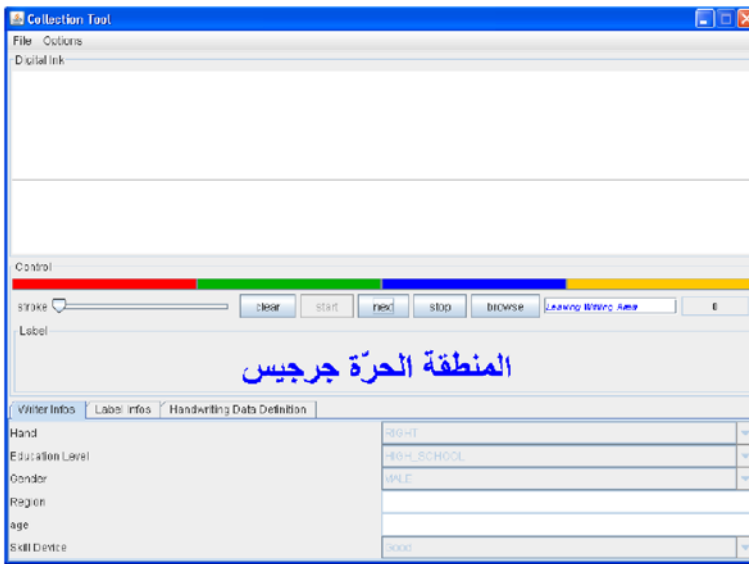 Collection Tool
File Options
Digital Ink
Control
stroke clear start next stop browse Leaving Writing Area 0
Label
المنطقة الحرّة جرجيس
Writer Infos Label Infos Handwriting Data Definition
Hand RIGHT
Education Level HIGH_SCHOOL
Gender MALE
Region
age
Skill Device Good